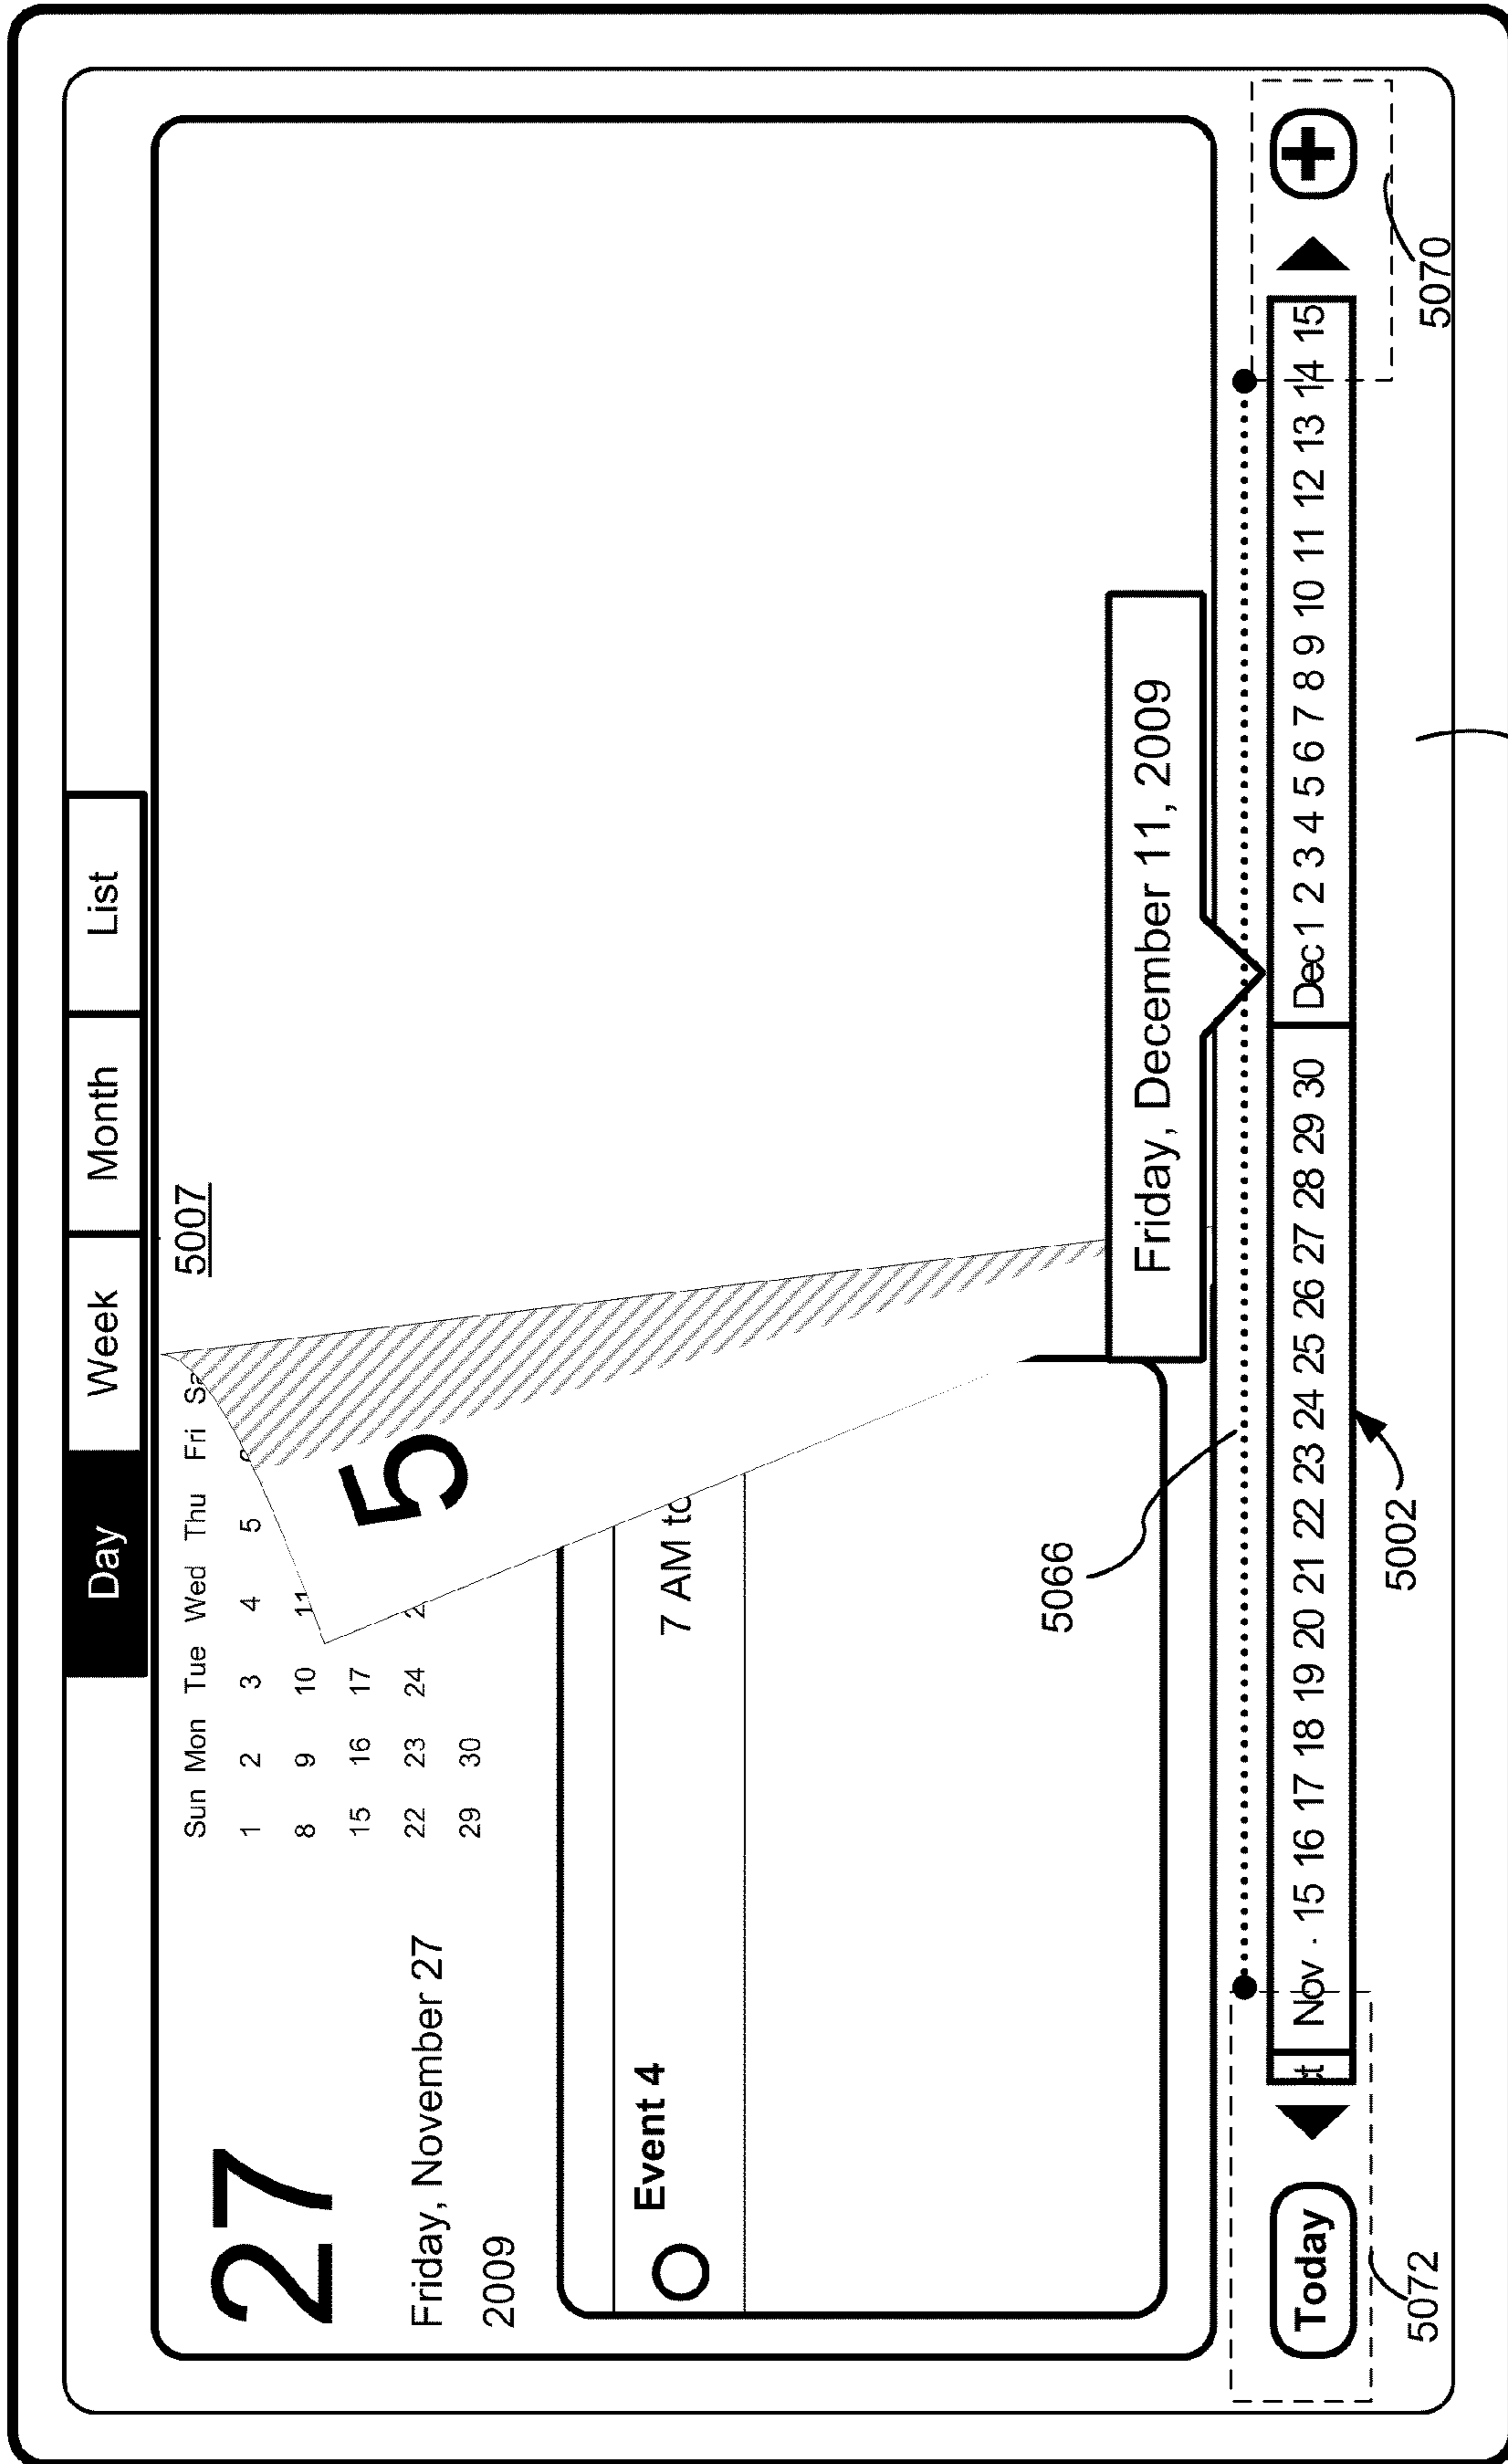 Day Week Month List
5007
27
Friday, November 27
2009
Sun Mon Tue Wed Thu Fri
1 2 3 4 5
8 9 10 11
15 16 17
22 23 24
29 30
5
Event 4 7 AM to
Friday, December 11, 2009
5066
Today Nov . 15 16 17 18 19 20 21 22 23 24 25 26 27 28 29 30 Dec 1 2 3 4 5 6 7 8 9 10 11 12 13 14 15 +
5072
5002
5070